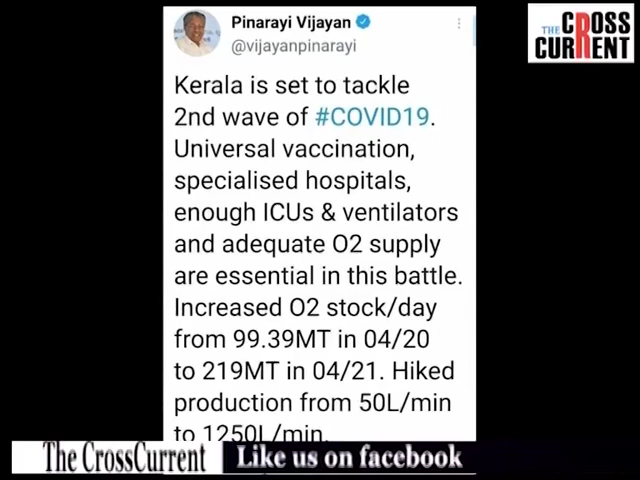 Pinarayi Vijayan
@vijayanpinarayi
THE CROSS
CURRENT
Kerala is set to tackle
2nd wave of #COVID19.
Universal vaccination,
specialised hospitals,
enough ICUs & ventilators
and adequate O2 supply
are essential in this battle.
Increased O2 stock/day
from 99.39MT in 04/20
to 219MT in 04/21. Hiked
production from 50L/min
to 1250L/min.
The CrossCurrent Like us on facebook